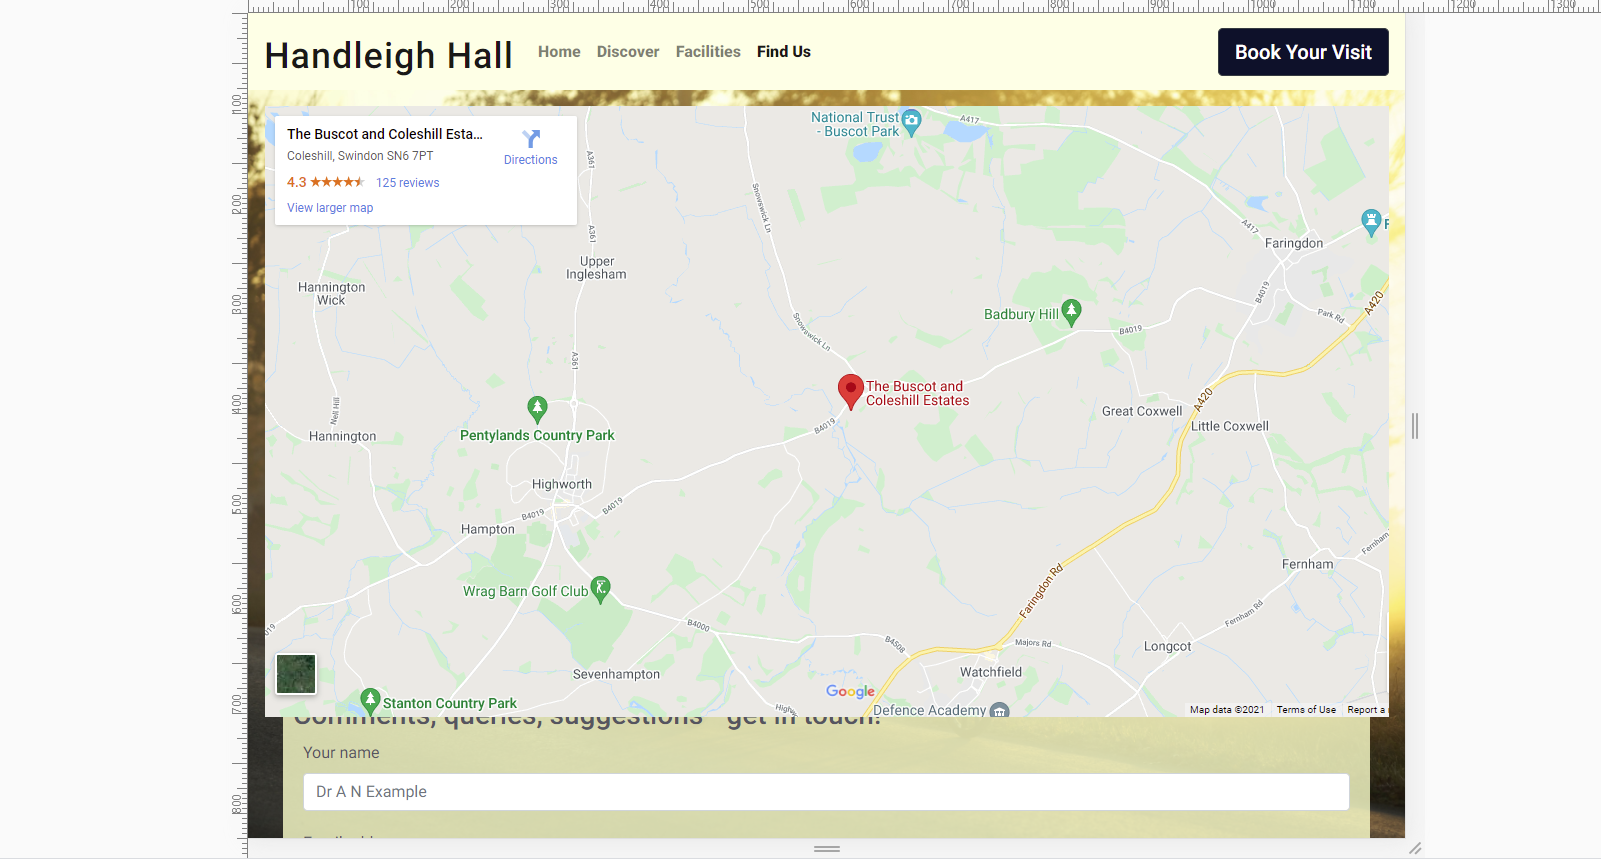 100 200 300 400 500 600 700 800 900 1000 1100 1200 1300
Handleigh Hall
Home Discover Facilities Find Us
Book Your Visit
The Buscot and Coleshill Esta...
Coleshill, Swindon SN6 7PT
Directions
4.3 125 reviews
View larger map
National Trust
- Buscot Park
A417
A361
Snowswick Ln
A361
A417
F
Faringdon
Upper
Inglesham
Hannington
Wick
B4019
A420
Badbury Hill
Park Rd
Snowswick Ln
B4019
A361
The Buscot and
Coleshill Estates
Nell Hill
A420
Great Coxwell
Little Coxwell
B4019
Hannington
Pentylands Country Park
Highworth
B4019
B4019
Hampton
Fernham
Fernham
Faringdon Rd
Wrag Barn Golf Club
Fernham Rd
B4000
019
B4508
Majors Rd
Longcot
Sevenhampton
Watchfield
Google
Stanton Country Park
Highw
Defence Academy
Map data ©2021 Terms of Use Report a
100
200
300
400
500
600
700
800
Comments, queries, suggestions - get in touch!
Your name
Dr A N Example